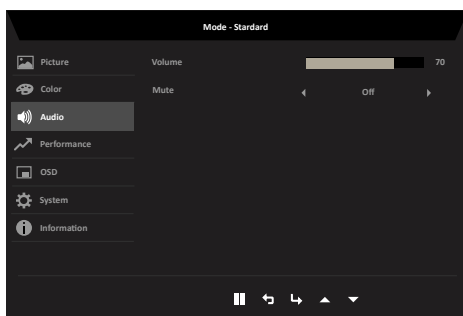 Mode - Stardard
Picture
Volume 70
Color
Mute Off
Audio
Performance
OSD
System
Information